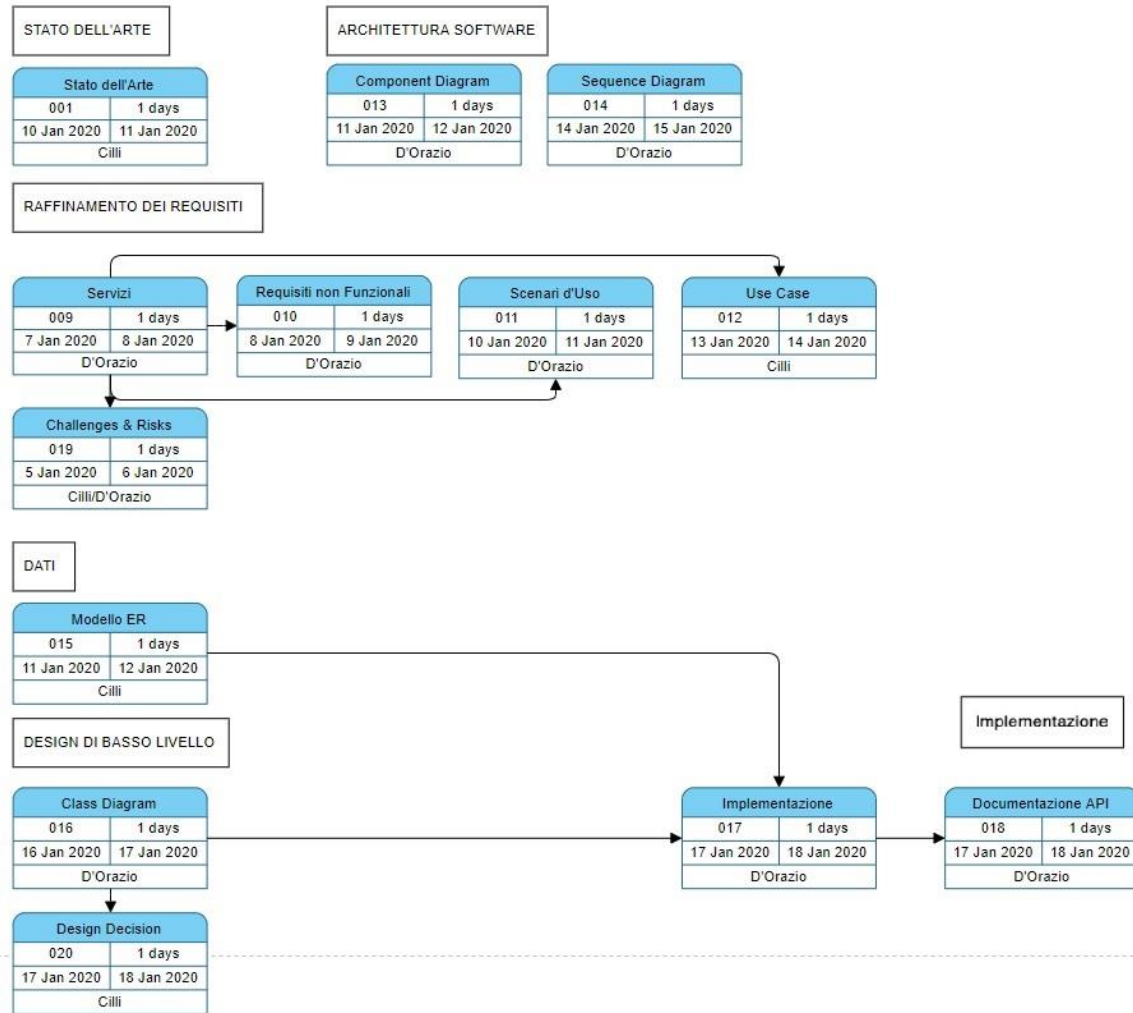 STATO DELL'ARTE
ARCHITETTURA SOFTWARE
Stato dell'Arte
001 1 days
10 Jan 2020 11 Jan 2020
Cilli
Component Diagram
013 1 days
11 Jan 2020 12 Jan 2020
D'Orazio
Sequence Diagram
014 1 days
14 Jan 2020 15 Jan 2020
D'Orazio
RAFFINAMENTO DEI REQUISITI
Servizi
009 1 days
7 Jan 2020 8 Jan 2020
D'Orazio
Requisiti non Funzionali
010 1 days
8 Jan 2020 9 Jan 2020
D'Orazio
Scenari d'Uso
011 1 days
10 Jan 2020 11 Jan 2020
D'Orazio
Use Case
012 1 days
13 Jan 2020 14 Jan 2020
Cilli
Challenges & Risks
019 1 days
5 Jan 2020 6 Jan 2020
Cilli/D'Orazio
DATI
Modello ER
015 1 days
11 Jan 2020 12 Jan 2020
Cilli
DESIGN DI BASSO LIVELLO
Implementazione
Class Diagram
016 1 days
16 Jan 2020 17 Jan 2020
D'Orazio
Implementazione
017 1 days
17 Jan 2020 18 Jan 2020
D'Orazio
Documentazione API
018 1 days
17 Jan 2020 18 Jan 2020
D'Orazio
Design Decision
020 1 days
17 Jan 2020 18 Jan 2020
Cilli